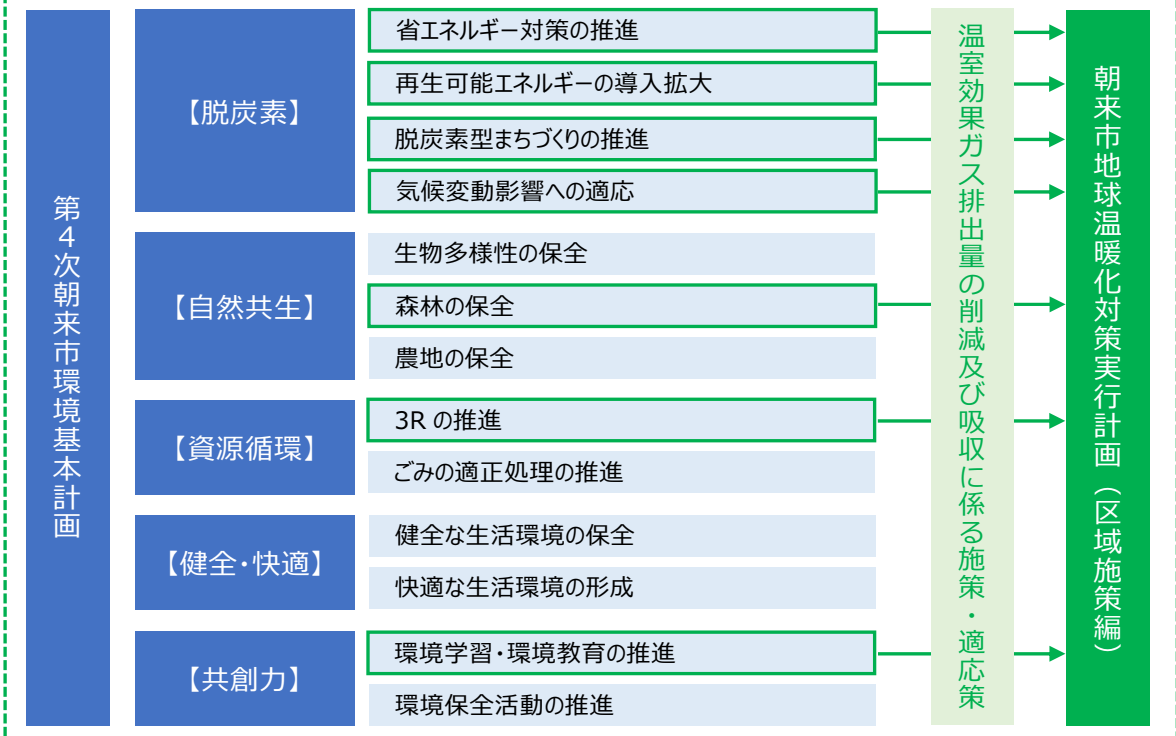 第4次朝来市環境基本計画
【脱炭素】
省エネルギー対策の推進
再生可能エネルギーの導入拡大
脱炭素型まちづくりの推進
気候変動影響への適応
【自然共生】
生物多様性の保全
森林の保全
農地の保全
【資源循環】
3R の推進
ごみの適正処理の推進
【健全・快適】
健全な生活環境の保全
快適な生活環境の形成
【共創力】
環境学習・環境教育の推進
環境保全活動の推進
温室効果ガス排出量の削減及び吸収に係る施策・適応策
朝来市地球温暖化対策実行計画（区域施策編）